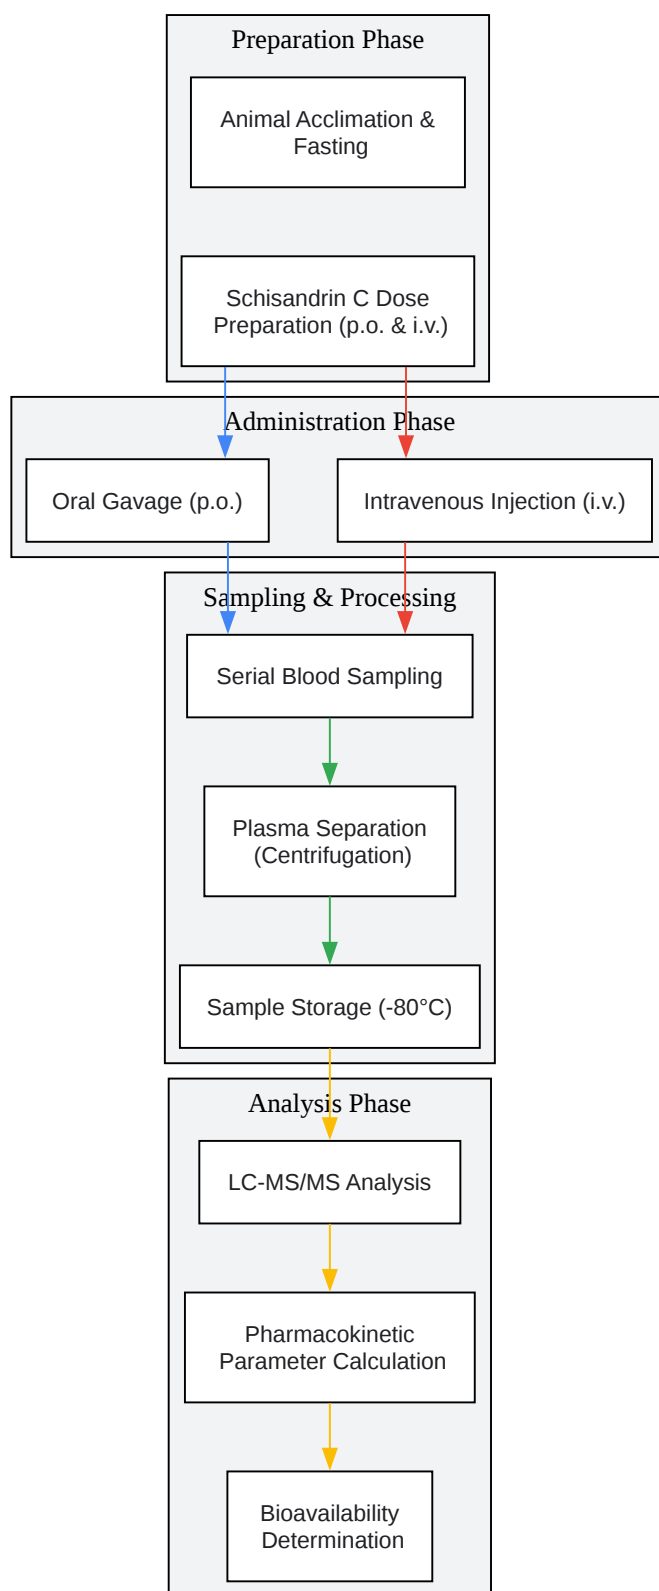 Preparation Phase
Animal Acclimation &
Fasting
Schisandrin C Dose
Preparation (p.o. & i.v.)
Administration Phase
Oral Gavage (p.o.)
Intravenous Injection (i.v.)
Sampling & Processing
Serial Blood Sampling
Plasma Separation
(Centrifugation)
Sample Storage (-80°C)
Analysis Phase
LC-MS/MS Analysis
Pharmacokinetic
Parameter Calculation
Bioavailability
Determination